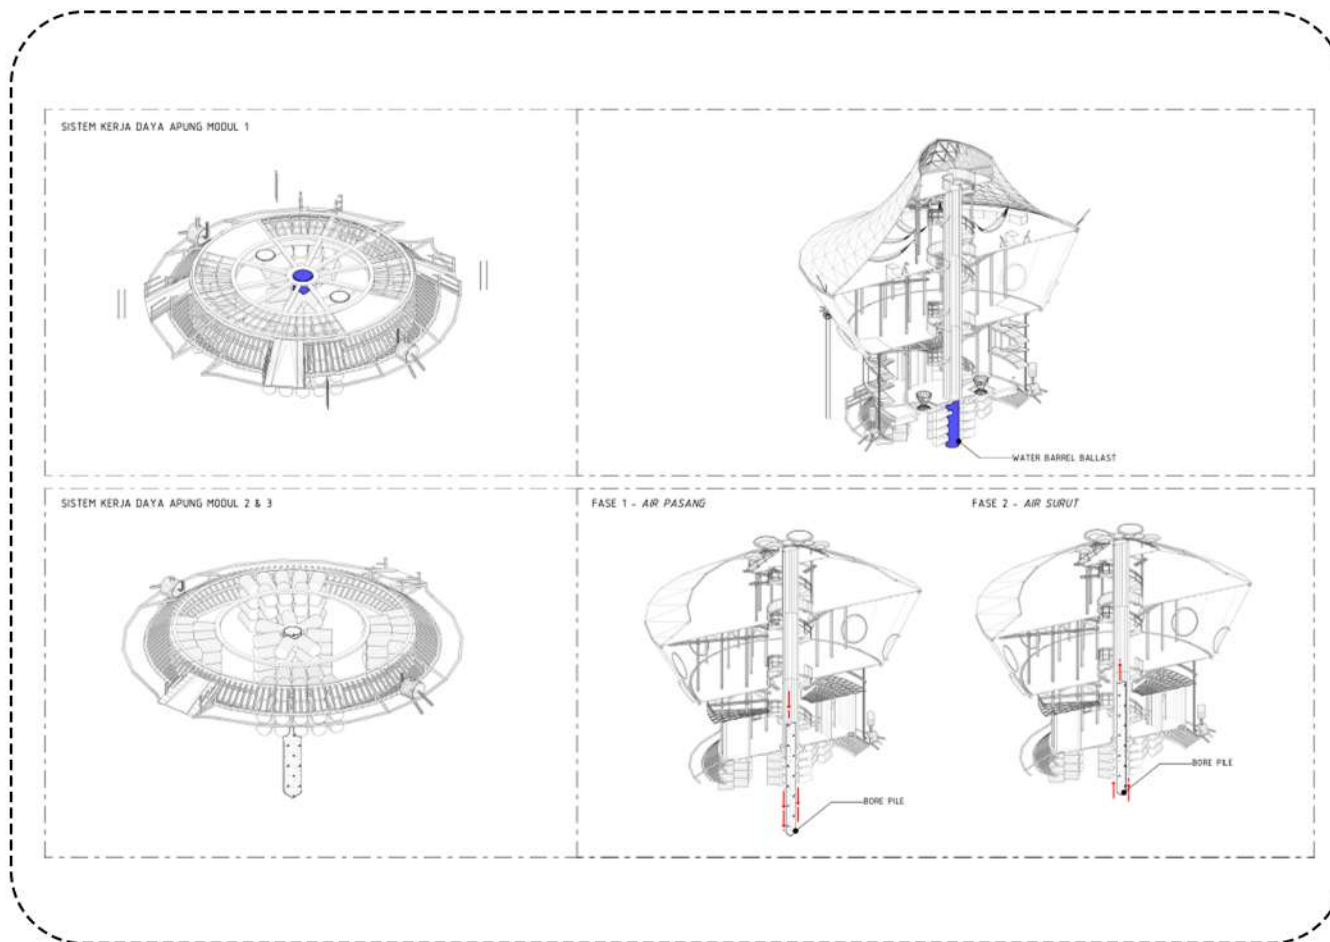 SISTEM KERJA DAYA APUNG MODUL 1
WATER BARREL BALLAST
SISTEM KERJA DAYA APUNG MODUL 2 & 3
FASE 1 - AIR PASANG
FASE 2 - AIR SURUT
BORE PILE
BORE PILE